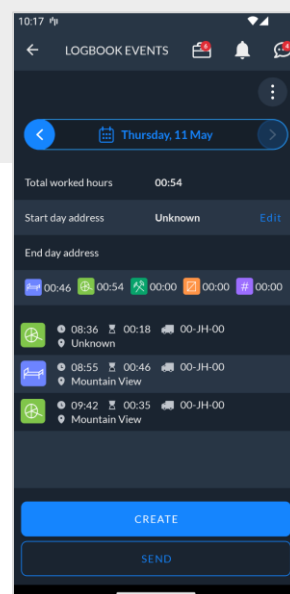 10:17
LOGBOOK EVENTS
6
4
Thursday, 11 May
Total worked hours 00:54
Start day address Unknown Edit
End day address
00:46 00:54 00:00 00:00 # 00:00
08:36 00:18 00-JH-00
Unknown
08:55 00:46 00-JH-00
Mountain View
09:42 00:35 00-JH-00
Mountain View
CREATE
SEND